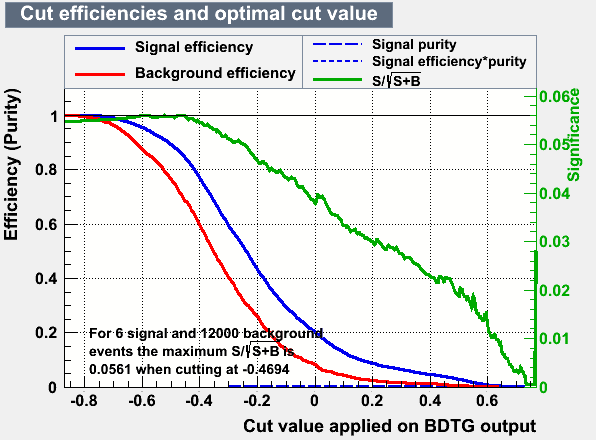 Cut efficiencies and optimal cut value
Signal efficiency
Background efficiency
Signal purity
Signal efficiency*purity
S/√S+B
Efficiency (Purity)
1
0.8
0.6
0.4
0.2
0
0.06
0.05
0.04
0.03
0.02
0.01
0
Significance
For 6 signal and 12000 background
events the maximum S/√S+B is
0.0561 when cutting at -0.4694
-0.8 -0.6 -0.4 -0.2 0 0.2 0.4 0.6
Cut value applied on BDTG output